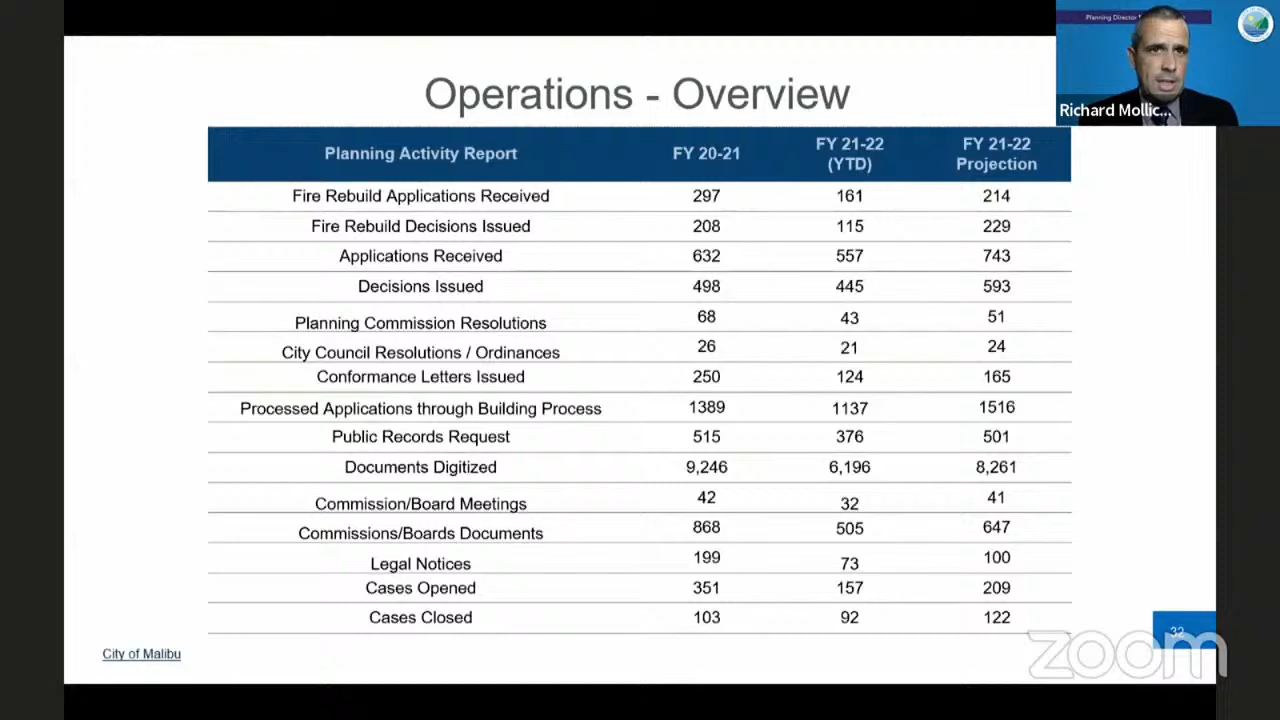 Planning Director
Richard Mollic...
Operations - Overview
Planning Activity Report FY 20-21 FY 21-22 (YTD) FY 21-22 Projection
Fire Rebuild Applications Received 297 161 214
Fire Rebuild Decisions Issued 208 115 229
Applications Received 632 557 743
Decisions Issued 498 445 593
Planning Commission Resolutions 68 43 51
City Council Resolutions / Ordinances 26 21 24
Conformance Letters Issued 250 124 165
Processed Applications through Building Process 1389 1137 1516
Public Records Request 515 376 501
Documents Digitized 9,246 6,196 8,261
Commission/Board Meetings 42 32 41
Commissions/Boards Documents 868 505 647
Legal Notices 199 73 100
Cases Opened 351 157 209
Cases Closed 103 92 122
32
City of Malibu
zoom